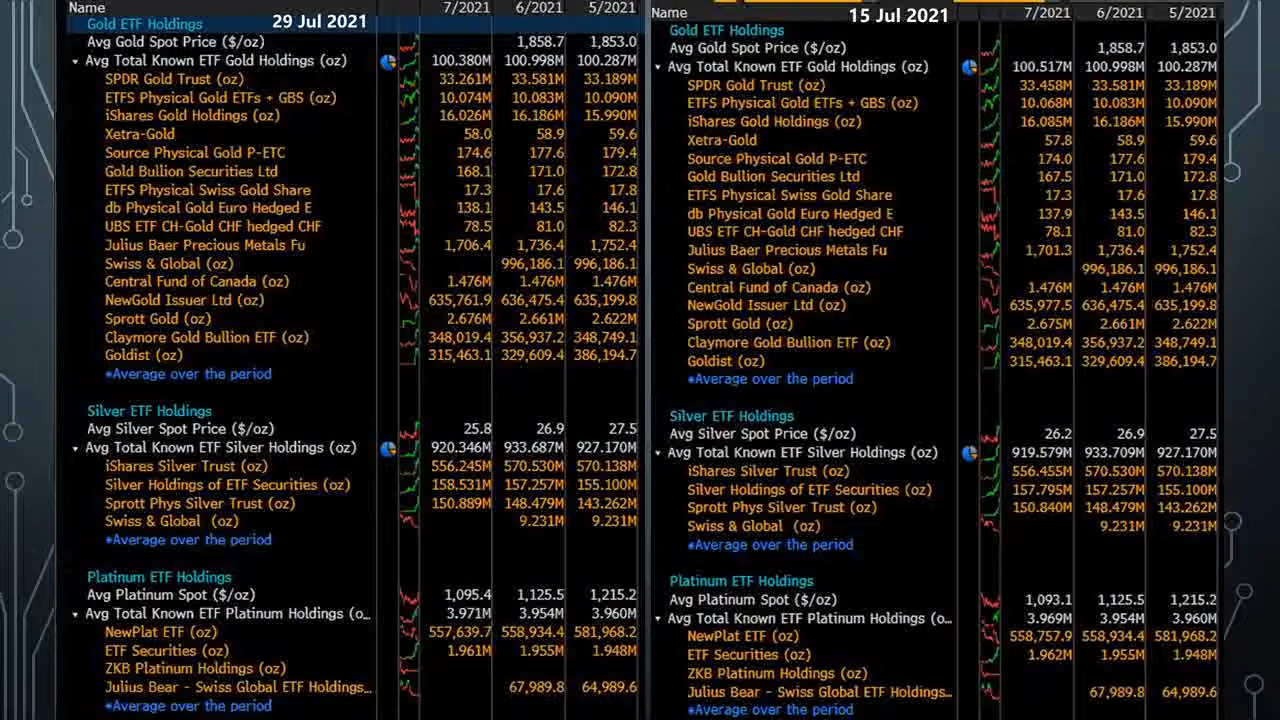 Name 29 Jul 2021 7/2021 6/2021 5/2021
Gold ETF Holdings
Avg Gold Spot Price ($/oz) 1,858.7 1,853.0
Avg Total Known ETF Gold Holdings (oz) 100.380M 100.998M 100.287M
SPDR Gold Trust (oz) 33.261M 33.581M 33.189M
ETFS Physical Gold ETFs + GBS (oz) 10.074M 10.083M 10.090M
iShares Gold Holdings (oz) 16.026M 16.186M 15.990M
Xetra-Gold 58.0 58.9 59.6
Source Physical Gold P-ETC 174.6 177.6 179.4
Gold Bullion Securities Ltd 168.1 171.0 172.8
ETFS Physical Swiss Gold Share 17.3 17.6 17.8
db Physical Gold Euro Hedged E 138.1 143.5 146.1
UBS ETF CH-Gold CHF hedged CHF 78.5 81.0 82.3
Julius Baer Precious Metals Fu 1,706.4 1,736.4 1,752.4
Swiss & Global (oz) 996,186.1 996,186.1
Central Fund of Canada (oz) 1.476M 1.476M 1.476M
NewGold Issuer Ltd (oz) 635,761.9 636,475.4 635,199.8
Sprott Gold (oz) 2.676M 2.661M 2.622M
Claymore Gold Bullion ETF (oz) 348,019.4 356,937.2 348,749.1
Goldist (oz) 315,463.1 329,609.4 386,194.7
*Average over the period
Silver ETF Holdings
Avg Silver Spot Price ($/oz) 25.8 26.9 27.5
Avg Total Known ETF Silver Holdings (oz) 920.346M 933.687M 927.170M
iShares Silver Trust (oz) 556.245M 570.530M 570.138M
Silver Holdings of ETF Securities (oz) 158.531M 157.257M 155.100M
Sprott Phys Silver Trust (oz) 150.889M 148.479M 143.262M
Swiss & Global (oz) 9.231M 9.231M
*Average over the period
Platinum ETF Holdings
Avg Platinum Spot ($/oz) 1,095.4 1,125.5 1,215.2
Avg Total Known ETF Platinum Holdings (o... 3.971M 3.954M 3.960M
NewPlat ETF (oz) 557,639.7 558,934.4 581,968.2
ETF Securities (oz) 1.961M 1.955M 1.948M
ZKB Platinum Holdings (oz)
Julius Bear - Swiss Global ETF Holdings... 67,989.8 64,989.6
*Average over the period
Name 15 Jul 2021 7/2021 6/2021 5/2021
Gold ETF Holdings
Avg Gold Spot Price ($/oz) 1,858.7 1,853.0
Avg Total Known ETF Gold Holdings (oz) 100.517M 100.998M 100.287M
SPDR Gold Trust (oz) 33.458M 33.581M 33.189M
ETFS Physical Gold ETFs + GBS (oz) 10.068M 10.083M 10.090M
iShares Gold Holdings (oz) 16.085M 16.186M 15.990M
Xetra-Gold 57.8 58.9 59.6
Source Physical Gold P-ETC 174.0 177.6 179.4
Gold Bullion Securities Ltd 167.5 171.0 172.8
ETFS Physical Swiss Gold Share 17.3 17.6 17.8
db Physical Gold Euro Hedged E 137.9 143.5 146.1
UBS ETF CH-Gold CHF hedged CHF 78.1 81.0 82.3
Julius Baer Precious Metals Fu 1,701.3 1,736.4 1,752.4
Swiss & Global (oz) 996,186.1 996,186.1
Central Fund of Canada (oz) 1.476M 1.476M 1.476M
NewGold Issuer Ltd (oz) 635,977.5 636,475.4 635,199.8
Sprott Gold (oz) 2.675M 2.661M 2.622M
Claymore Gold Bullion ETF (oz) 348,019.4 356,937.2 348,749.1
Goldist (oz) 315,463.1 329,609.4 386,194.7
*Average over the period
Silver ETF Holdings
Avg Silver Spot Price ($/oz) 26.2 26.9 27.5
Avg Total Known ETF Silver Holdings (oz) 919.579M 933.709M 927.170M
iShares Silver Trust (oz) 556.455M 570.530M 570.138M
Silver Holdings of ETF Securities (oz) 157.795M 157.257M 155.100M
Sprott Phys Silver Trust (oz) 150.840M 148.479M 143.262M
Swiss & Global (oz) 9.231M 9.231M
*Average over the period
Platinum ETF Holdings
Avg Platinum Spot ($/oz) 1,093.1 1,125.5 1,215.2
Avg Total Known ETF Platinum Holdings (o... 3.969M 3.954M 3.960M
NewPlat ETF (oz) 558,757.9 558,934.4 581,968.2
ETF Securities (oz) 1.962M 1.955M 1.948M
ZKB Platinum Holdings (oz)
Julius Bear - Swiss Global ETF Holdings... 67,989.8 64,989.6
*Average over the period